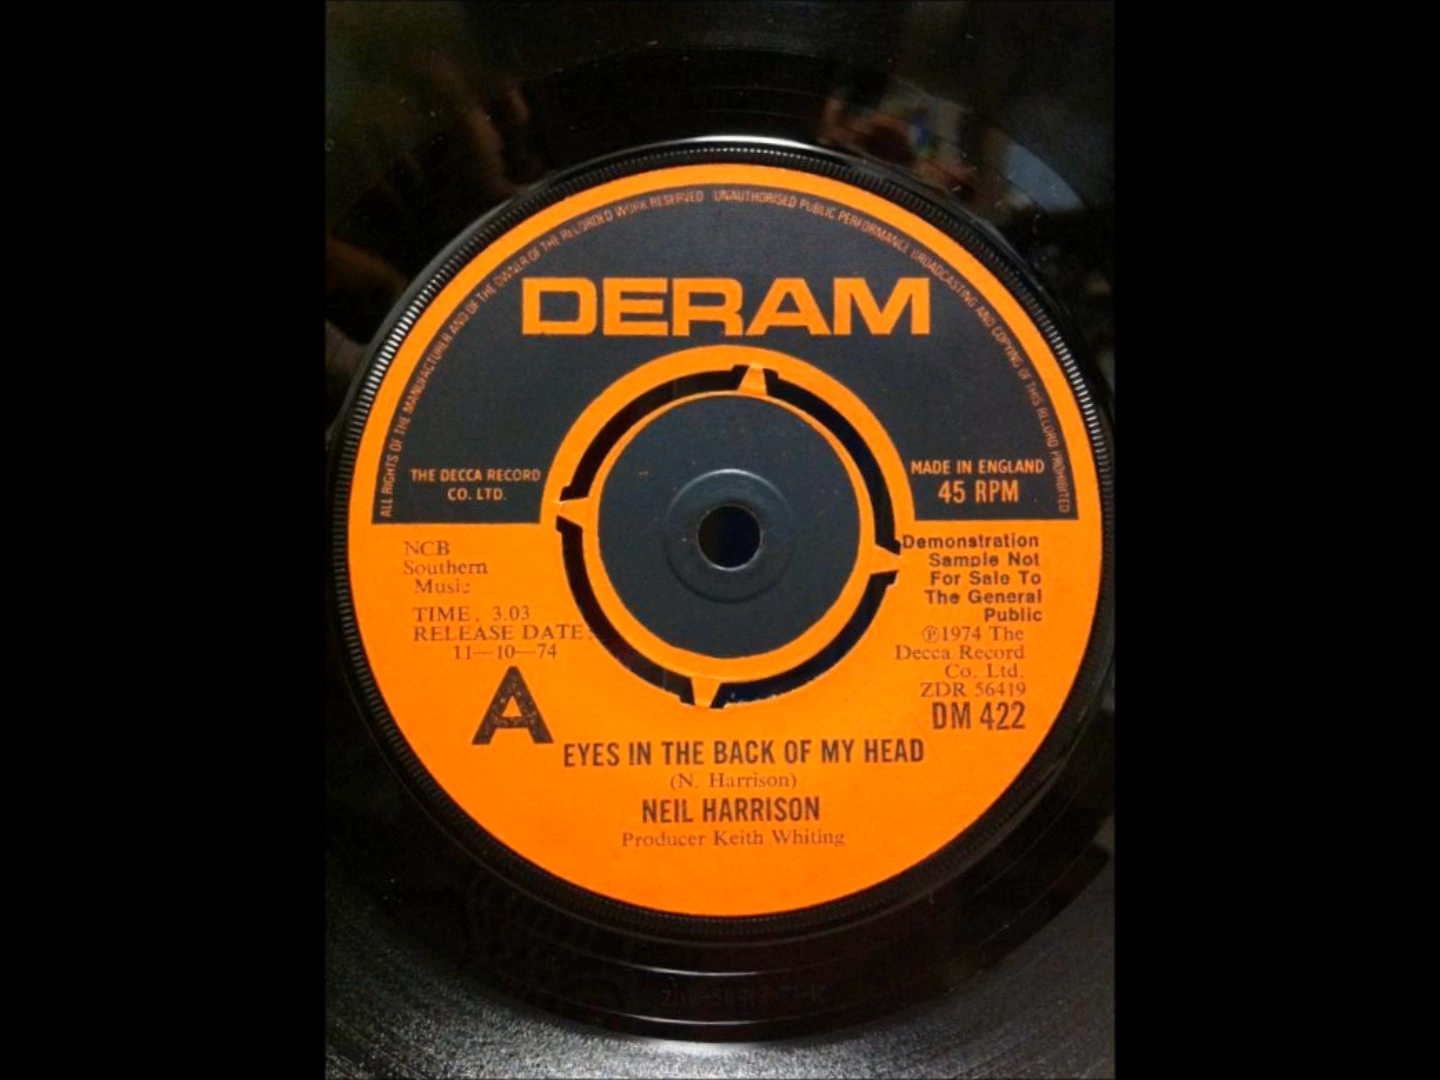 ALL RIGHTS OF THE MANUFACTURER AND OF THE OWNER OF THE RECORDED WORK RESERVED UNAUTHORISED PUBLIC PERFORMANCE BROADCASTING AND COPYING OF THIS RECORD PROHIBITED
DERAM
THE DECCA RECORD
CO. LTD.
MADE IN ENGLAND
45 RPM
NCB
Southern
Music
TIME, 3.03
RELEASE DATE:
11—10—74
A
Demonstration
Sample Not
For Sale To
The General
Public
℗1974 The
Decca Record
Co. Ltd.
ZDR 56419
DM 422
EYES IN THE BACK OF MY HEAD
(N. Harrison)
NEIL HARRISON
Producer Keith Whiting